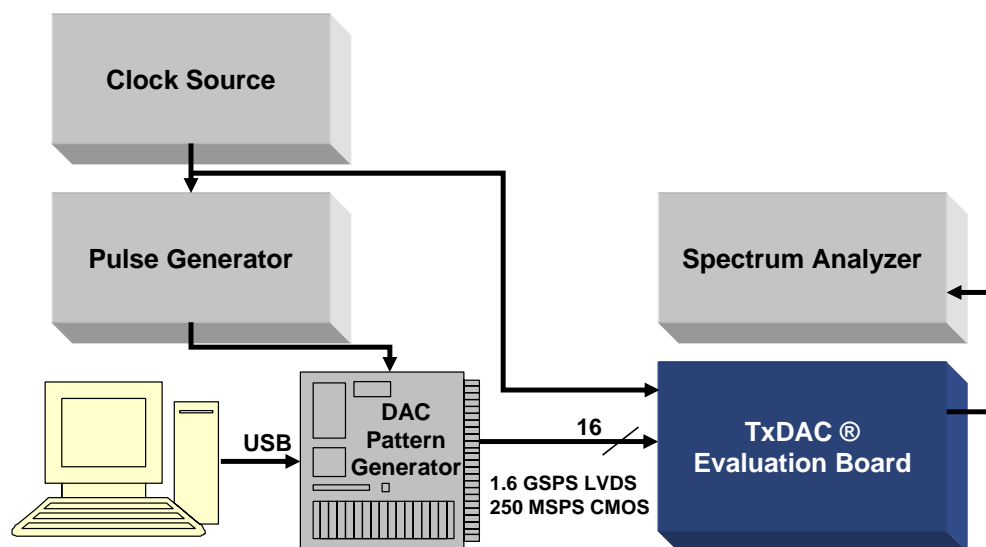 Clock Source
Pulse Generator
Spectrum Analyzer
USB
DAC
Pattern
Generator
16
1.6 GSPS LVDS
250 MSPS CMOS
TxDAC ®
Evaluation Board